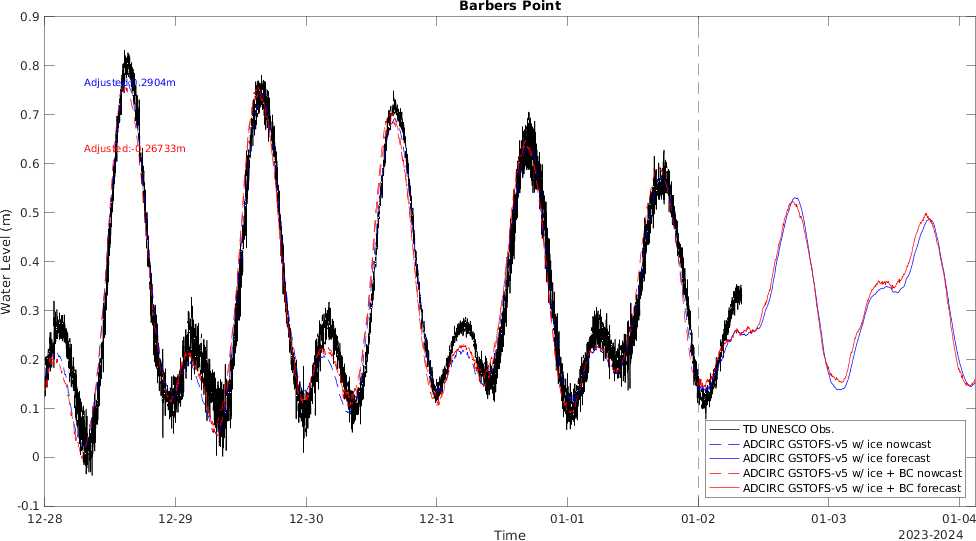 Barbers Point
0.9
0.8
0.7
0.6
0.5
0.4
0.3
0.2
0.1
0
-0.1
Water Level (m)
Adjusted:-0.2904m
Adjusted:-0.26733m
TD UNESCO Obs.
ADCIRC GSTOFS-v5 w/ ice nowcast
ADCIRC GSTOFS-v5 w/ ice forecast
ADCIRC GSTOFS-v5 w/ ice + BC nowcast
ADCIRC GSTOFS-v5 w/ ice + BC forecast
12-28 12-29 12-30 12-31 01-01 01-02 01-03 01-04
Time
2023-2024